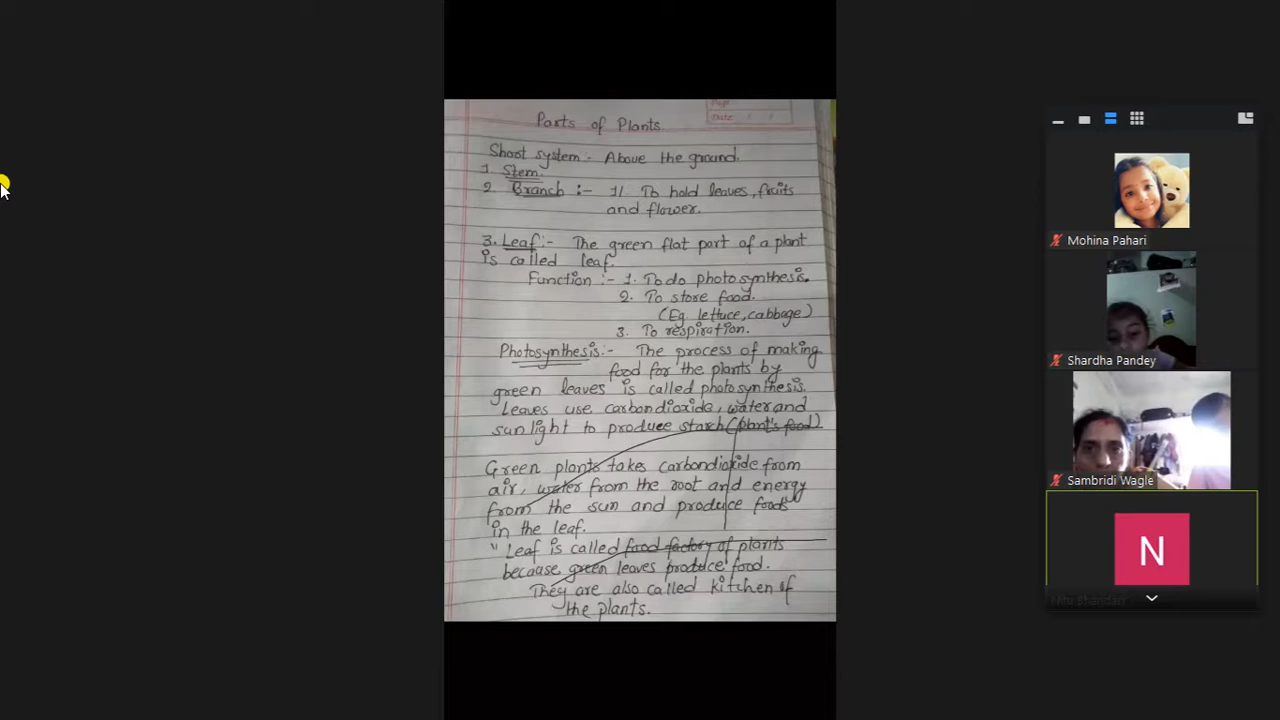 Page
Date / /
Parts of Plants
Shoot system:- Above the ground.
1. Stem.
2. Branch :- 1/. To hold leaves, fruits
and flower.
3. Leaf:- The green flat part of a plant
is called leaf.
Function :- 1. To do photosynthesis.
2. To store food.
(Eg. lettuce, cabbage)
3. To respiration.
Photosynthesis:- The process of making
food for the plants by
green leaves is called photosynthesis.
Leaves use carbondioxide, water and
sunlight to produce starch (plant's food)
Green plants takes carbondioxide from
air, water from the root and energy
from the sun and produce foods
in the leaf.
" Leaf is called food factory of plants
because green leaves produce food.
They are also called kitchen of
the plants.
Mohina Pahari
Shardha Pandey
Sambridi Wagle
N